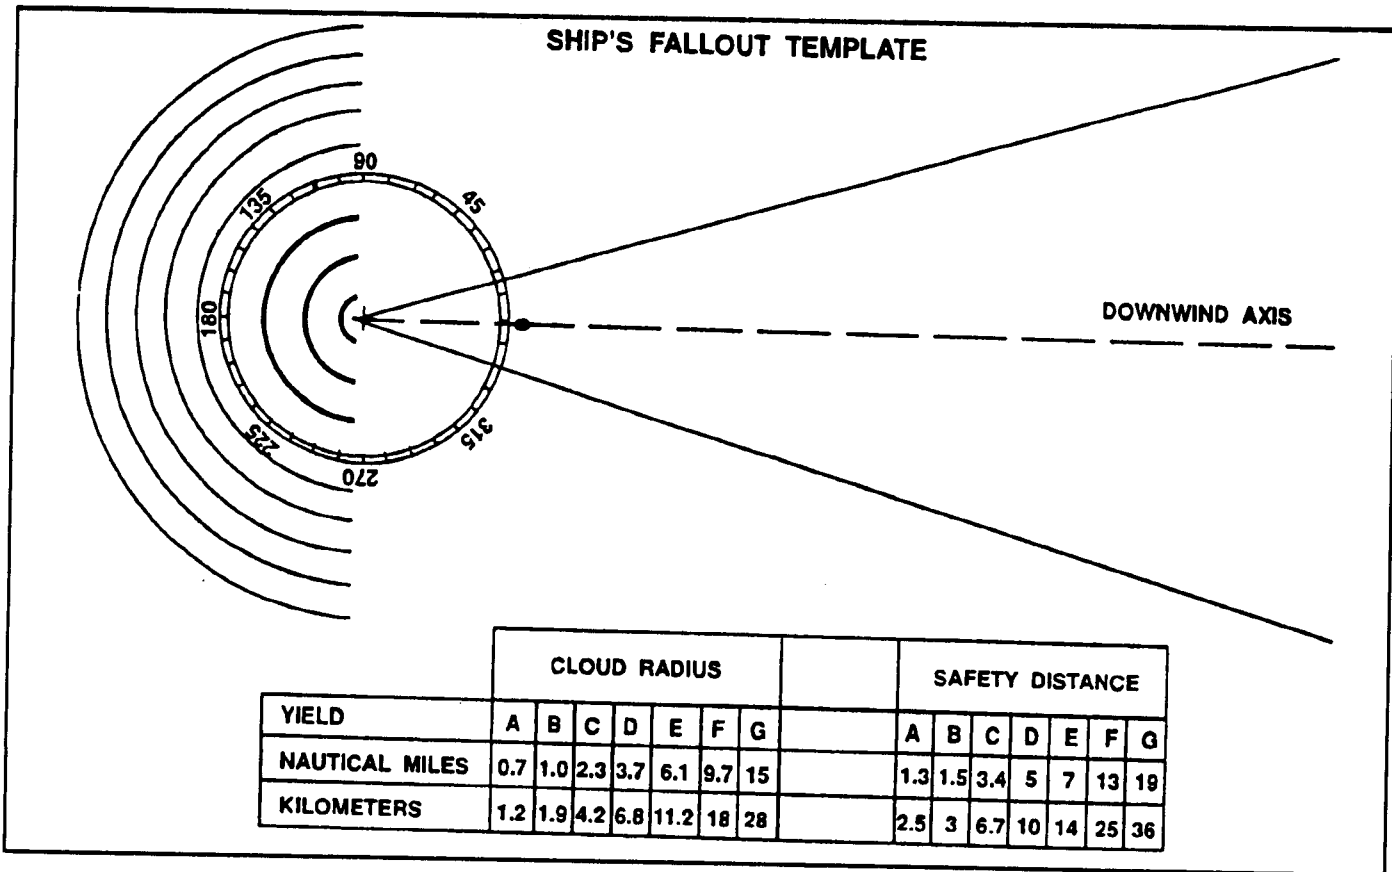 SHIP'S FALLOUT TEMPLATE
90
45
135
180
DOWNWIND AXIS
225
315
270
CLOUD RADIUS SAFETY DISTANCE
YIELD A B C D E F G A B C D E F G
NAUTICAL MILES 0.7 1.0 2.3 3.7 6.1 9.7 15 1.3 1.5 3.4 5 7 13 19
KILOMETERS 1.2 1.9 4.2 6.8 11.2 18 28 2.5 3 6.7 10 14 25 36